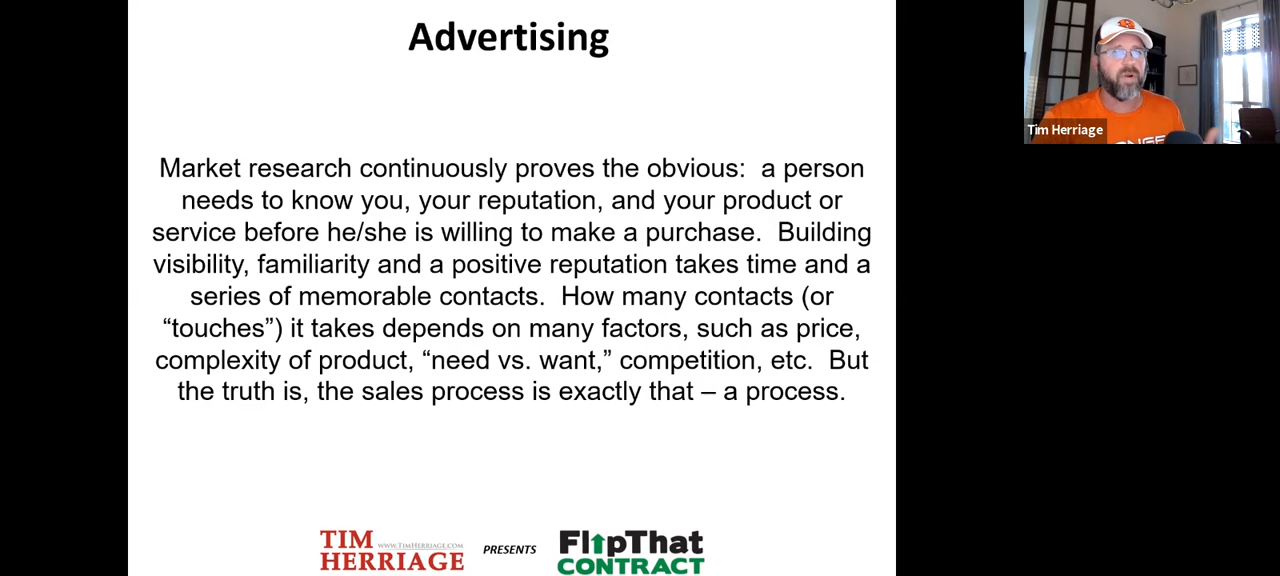 Advertising
Market research continuously proves the obvious:  a person
needs to know you, your reputation, and your product or
service before he/she is willing to make a purchase.  Building
visibility, familiarity and a positive reputation takes time and a
series of memorable contacts.  How many contacts (or
“touches”) it takes depends on many factors, such as price,
complexity of product, “need vs. want,” competition, etc.  But
the truth is, the sales process is exactly that – a process.
TIM
www.TimHerriage.com
HERRIAGE
PRESENTS
FlipThat
CONTRACT
Tim Herriage